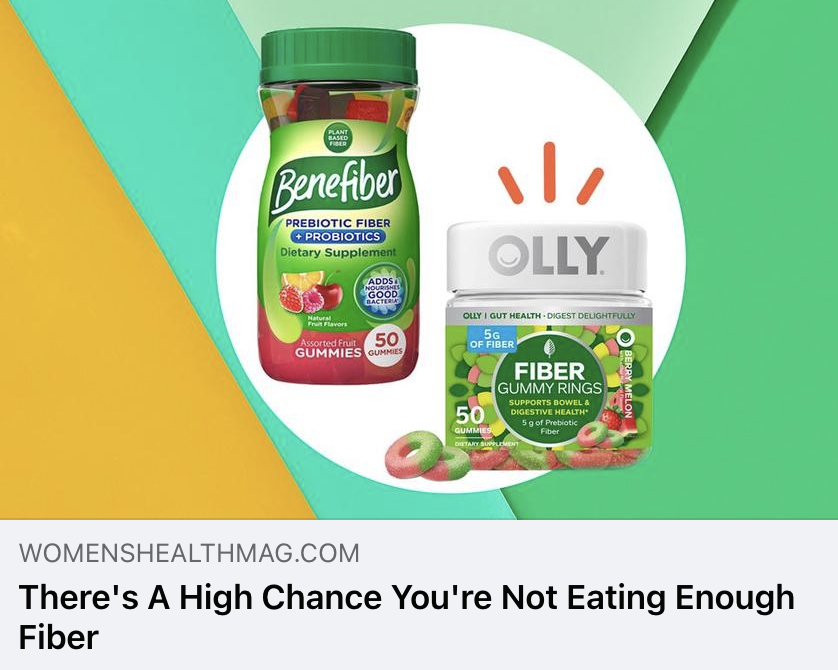 PLANT
BASED
FIBER
Benefiber
PREBIOTIC FIBER
+ PROBIOTICS
Dietary Supplement
ADDS &
NOURISHES
GOOD
BACTERIA
Natural
Fruit Flavors
Assorted Fruit
GUMMIES
50
GUMMIES
OLLY
OLLY | GUT HEALTH · DIGEST DELIGHTFULLY
5G
OF FIBER
FIBER
GUMMY RINGS
SUPPORTS BOWEL &
DIGESTIVE HEALTH*
5 g of Prebiotic
Fiber
50
GUMMIES
DIETARY SUPPLEMENT
BERRY MELON
WOMENSHEALTHMAG.COM
There's A High Chance You're Not Eating Enough
Fiber